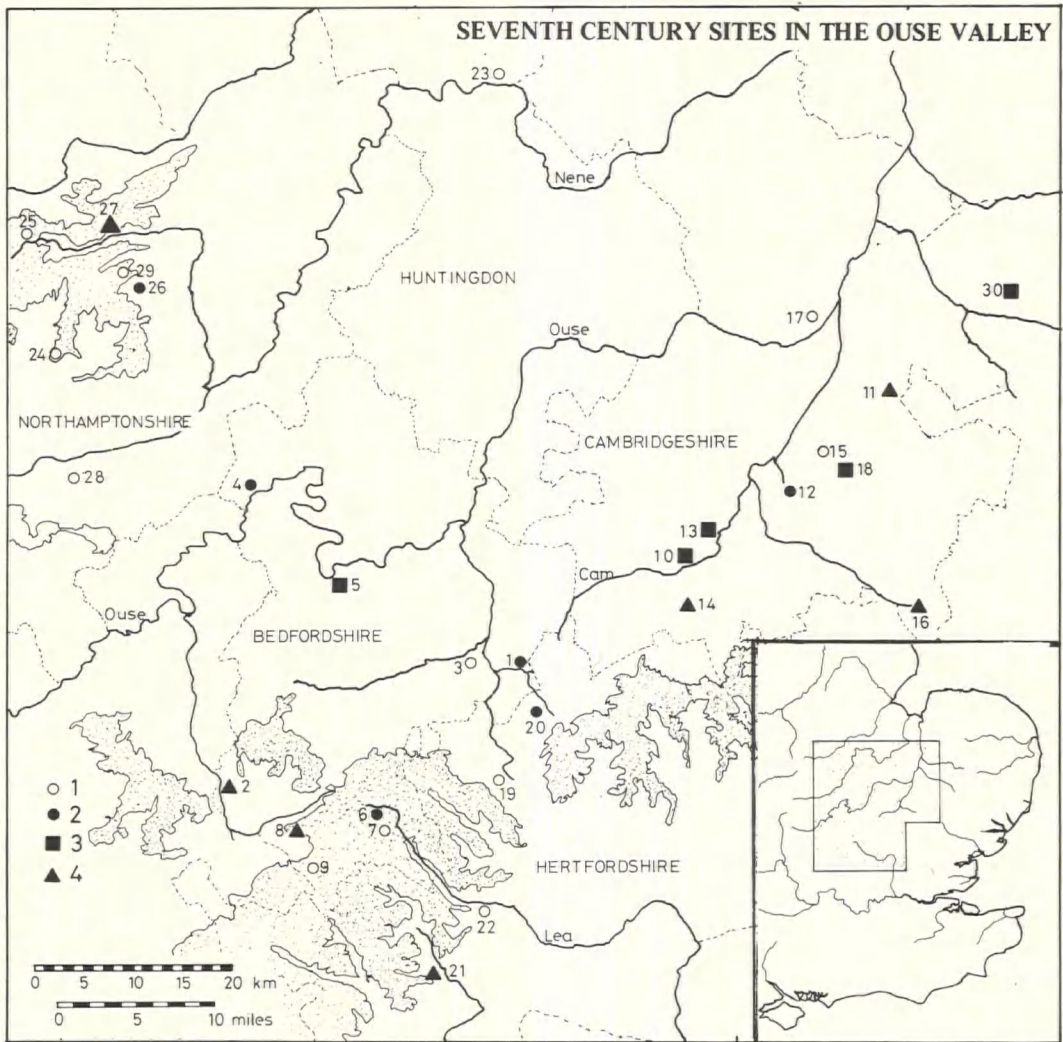 SEVENTH CENTURY SITES IN THE OUSE VALLEY
23
Nene
27
25
29
26
HUNTINGDON
30
Ouse
17
24
11
NORTHAMPTONSHIRE
CAMBRIDGESHIRE
15
18
28
4
12
13
10
Cam
5
14
16
Ouse
BEDFORDSHIRE
3
1
20
2
19
1
2
3
4
6
7
8
9
HERTFORDSHIRE
22
Lea
21
0 5 10 20 km
0 5 10 miles